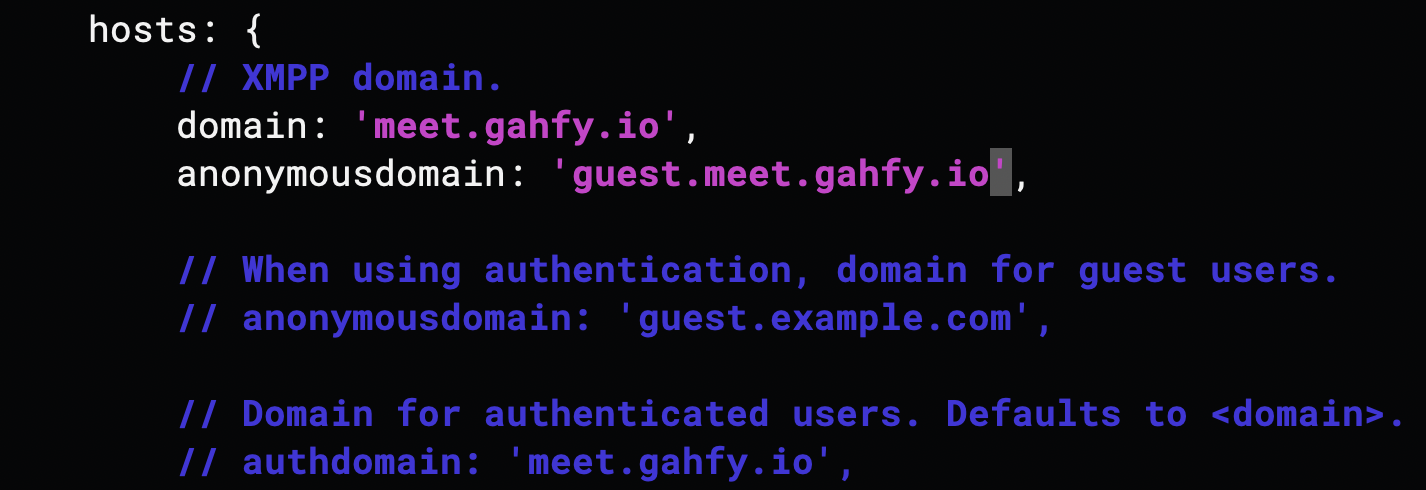 hosts: {
// XMPP domain.
domain: 'meet.gahfy.io',
anonymousdomain: 'guest.meet.gahfy.io',
// When using authentication, domain for guest users.
// anonymousdomain: 'guest.example.com',
// Domain for authenticated users. Defaults to <domain>.
// authdomain: 'meet.gahfy.io',